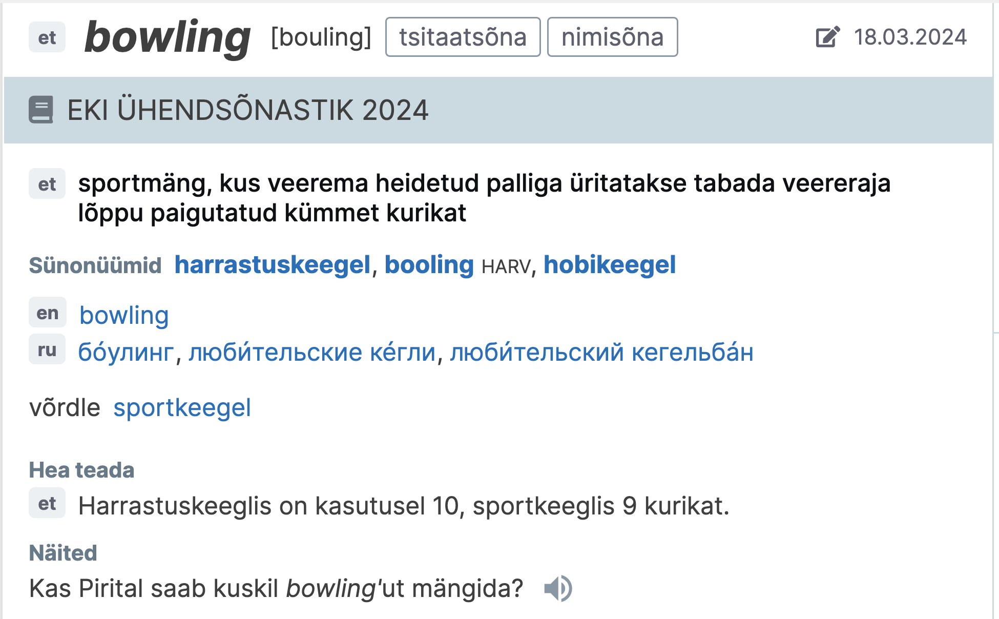 et bowling [bouling] tsitaatsõna nimisõna 18.03.2024
EKI ÜHENDSÕNASTIK 2024
et sportmäng, kus veerema heidetud palliga üritatakse tabada veereraja
lõppu paigutatud kümmet kurikat
Sünonüümid harrastuskeegel, booling HARV, hobikeegel
en bowling
ru бо́улинг, люби́тельские ке́гли, люби́тельский кегельба́н
võrdle sportkeegel
Hea teada
et Harrastuskeeglis on kasutusel 10, sportkeeglis 9 kurikat.
Näited
Kas Pirital saab kuskil bowling'ut mängida?